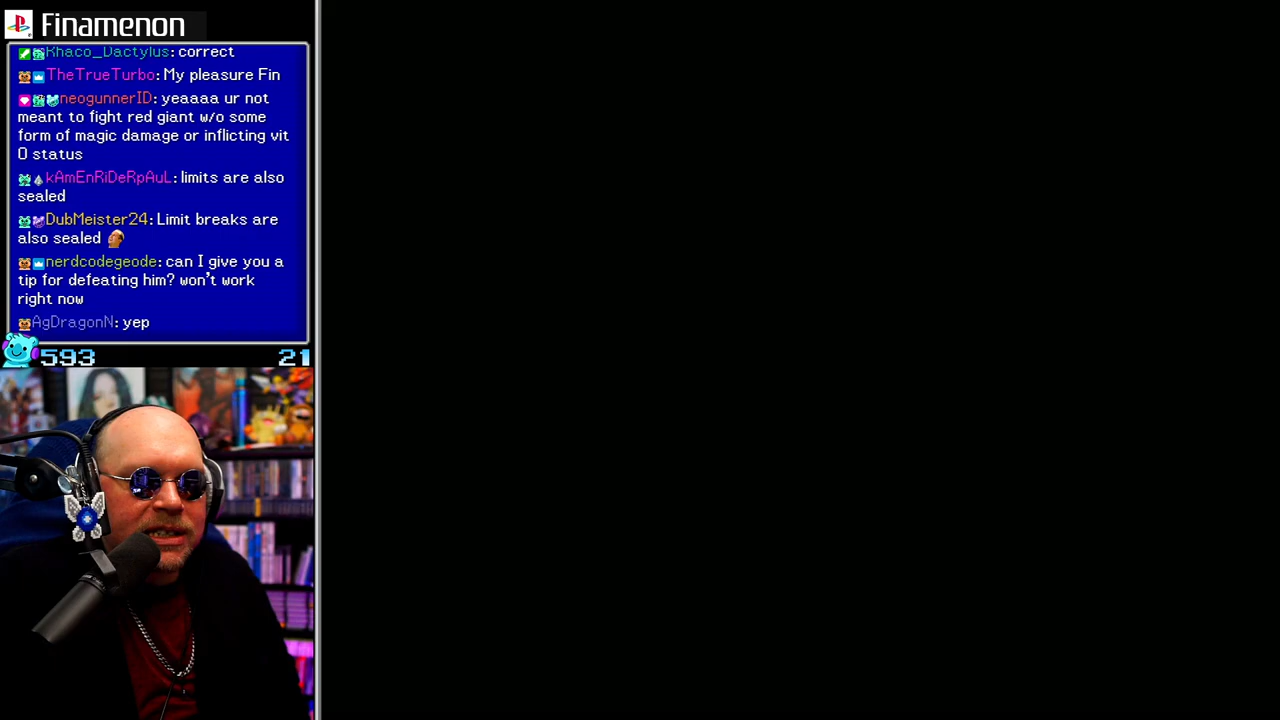 Finamenon
Rhaco_Dactylus: correct
TheTrueTurbo: My pleasure Fin
neogunnerID: yeaaaa ur not
meant to fight red giant w/o some
form of magic damage or inflicting vit
0 status
kAmEnRiDeRpAuL: limits are also
sealed
DubMeister24: Limit breaks are
also sealed
nerdcodegeode: can I give you a
tip for defeating him? won't work
right now
AgDragonN: yep
593 21